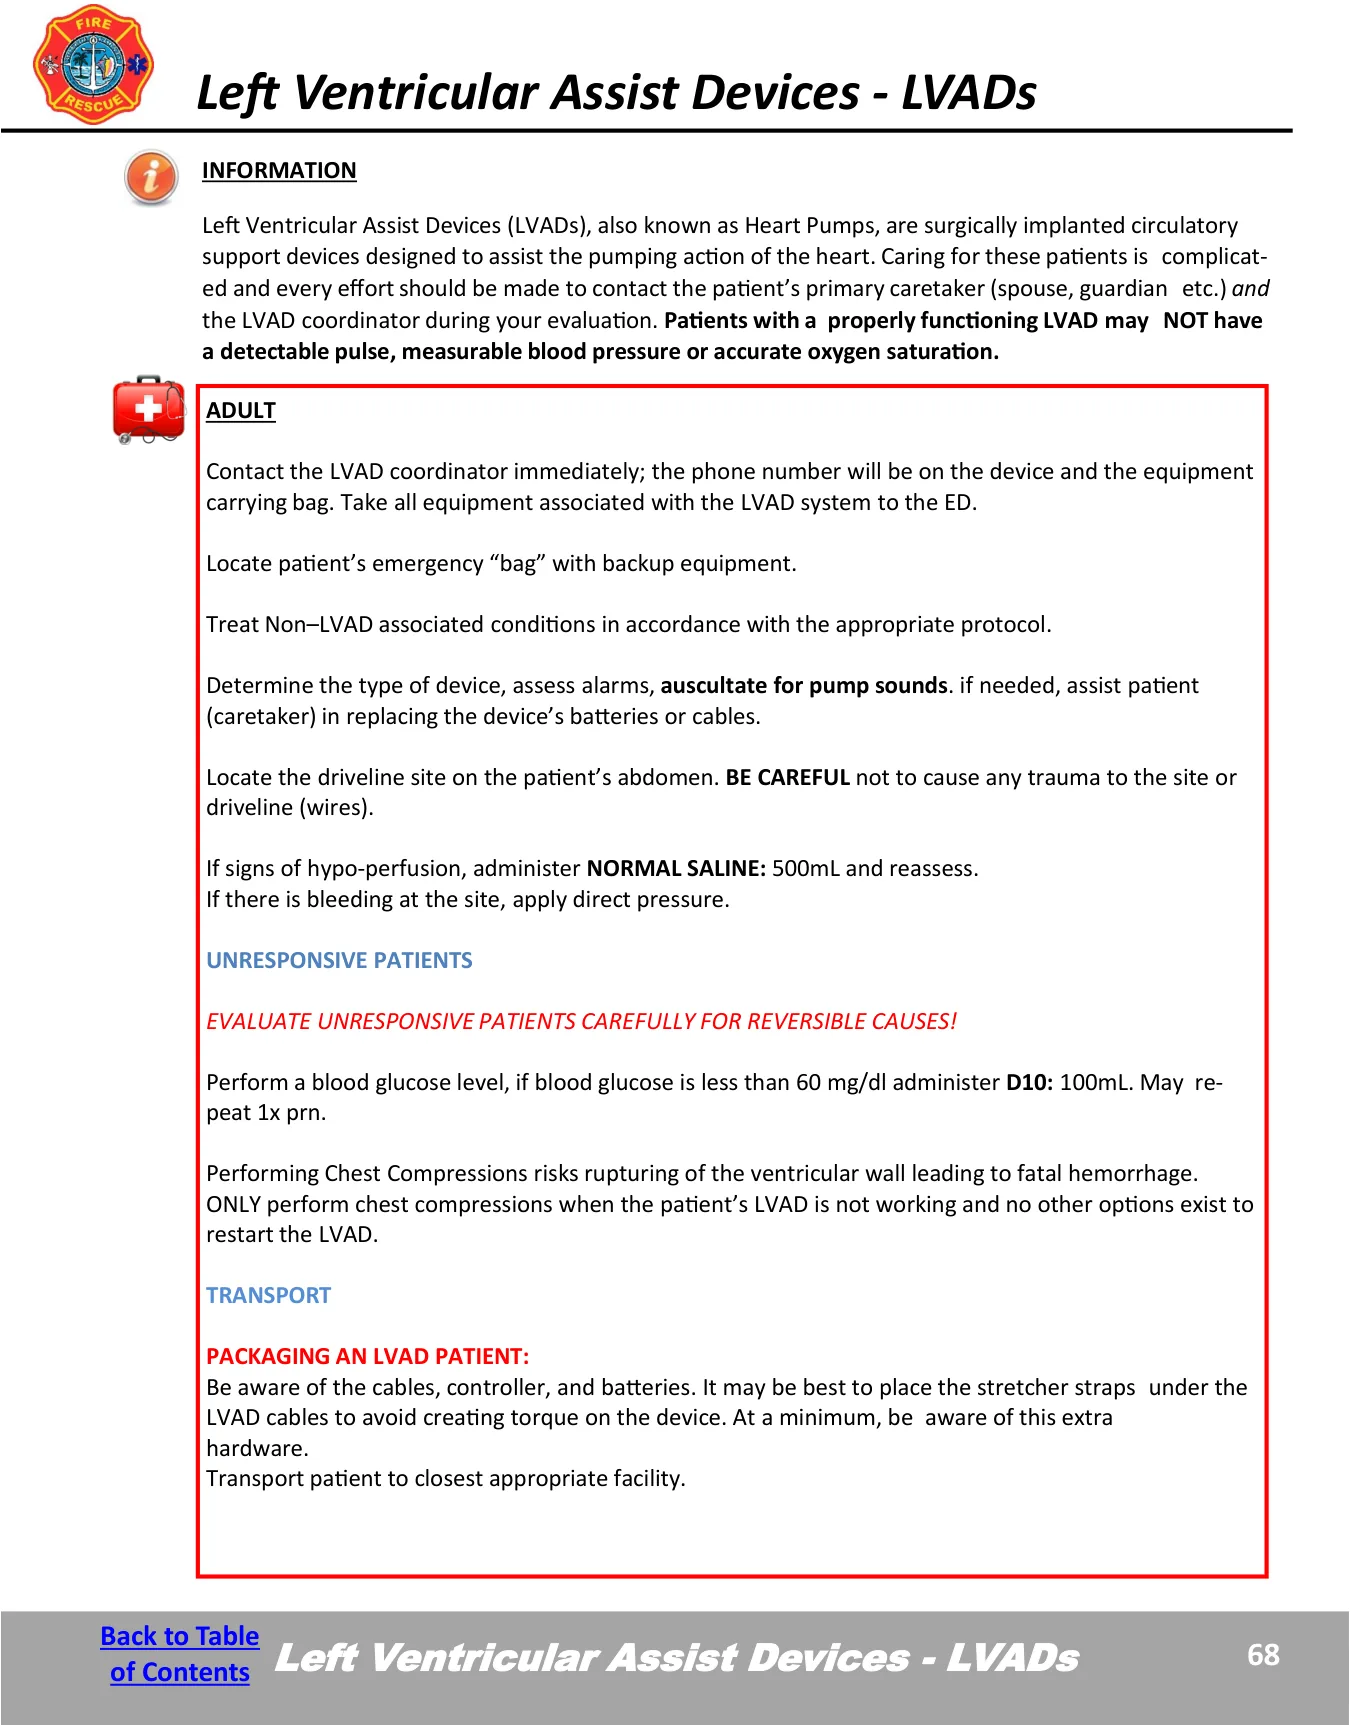 FIRE
RESCUE
Left Ventricular Assist Devices - LVADs
INFORMATION
Left Ventricular Assist Devices (LVADs), also known as Heart Pumps, are surgically implanted circulatory
support devices designed to assist the pumping action of the heart. Caring for these patients is complicat-
ed and every effort should be made to contact the patient’s primary caretaker (spouse, guardian etc.) and
the LVAD coordinator during your evaluation. Patients with a properly functioning LVAD may NOT have
a detectable pulse, measurable blood pressure or accurate oxygen saturation.
ADULT
Contact the LVAD coordinator immediately; the phone number will be on the device and the equipment
carrying bag. Take all equipment associated with the LVAD system to the ED.
Locate patient’s emergency “bag” with backup equipment.
Treat Non–LVAD associated conditions in accordance with the appropriate protocol.
Determine the type of device, assess alarms, auscultate for pump sounds. if needed, assist patient
(caretaker) in replacing the device’s batteries or cables.
Locate the driveline site on the patient’s abdomen. BE CAREFUL not to cause any trauma to the site or
driveline (wires).
If signs of hypo-perfusion, administer NORMAL SALINE: 500mL and reassess.
If there is bleeding at the site, apply direct pressure.
UNRESPONSIVE PATIENTS
EVALUATE UNRESPONSIVE PATIENTS CAREFULLY FOR REVERSIBLE CAUSES!
Perform a blood glucose level, if blood glucose is less than 60 mg/dl administer D10: 100mL. May re-
peat 1x prn.
Performing Chest Compressions risks rupturing of the ventricular wall leading to fatal hemorrhage.
ONLY perform chest compressions when the patient’s LVAD is not working and no other options exist to
restart the LVAD.
TRANSPORT
PACKAGING AN LVAD PATIENT:
Be aware of the cables, controller, and batteries. It may be best to place the stretcher straps under the
LVAD cables to avoid creating torque on the device. At a minimum, be aware of this extra
hardware.
Transport patient to closest appropriate facility.
Back to Table
of Contents
Left Ventricular Assist Devices - LVADs
68